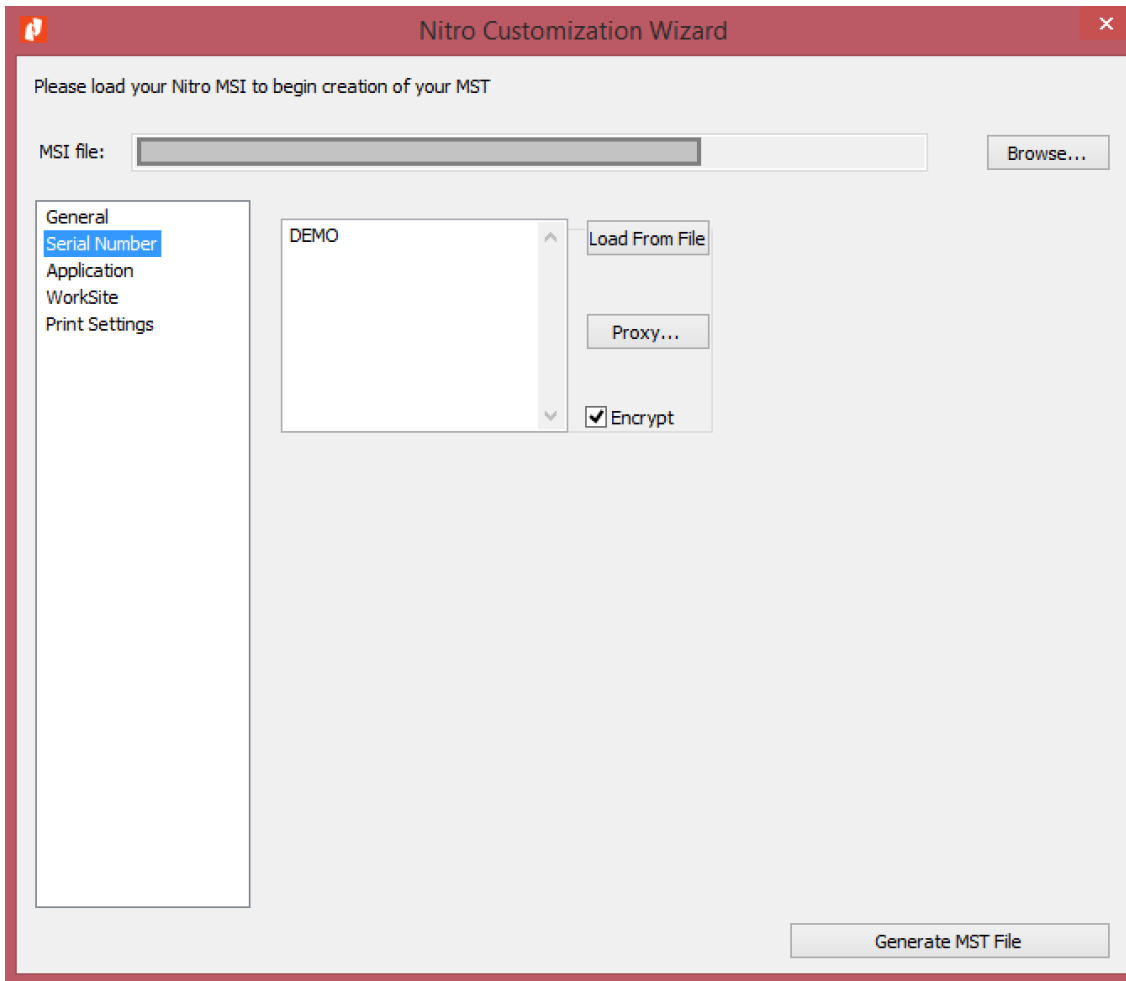 Nitro Customization Wizard
Please load your Nitro MSI to begin creation of your MST
MSI file:
Browse...
General
Serial Number
Application
WorkSite
Print Settings
DEMO
Load From File
Proxy...
Encrypt
Generate MST File